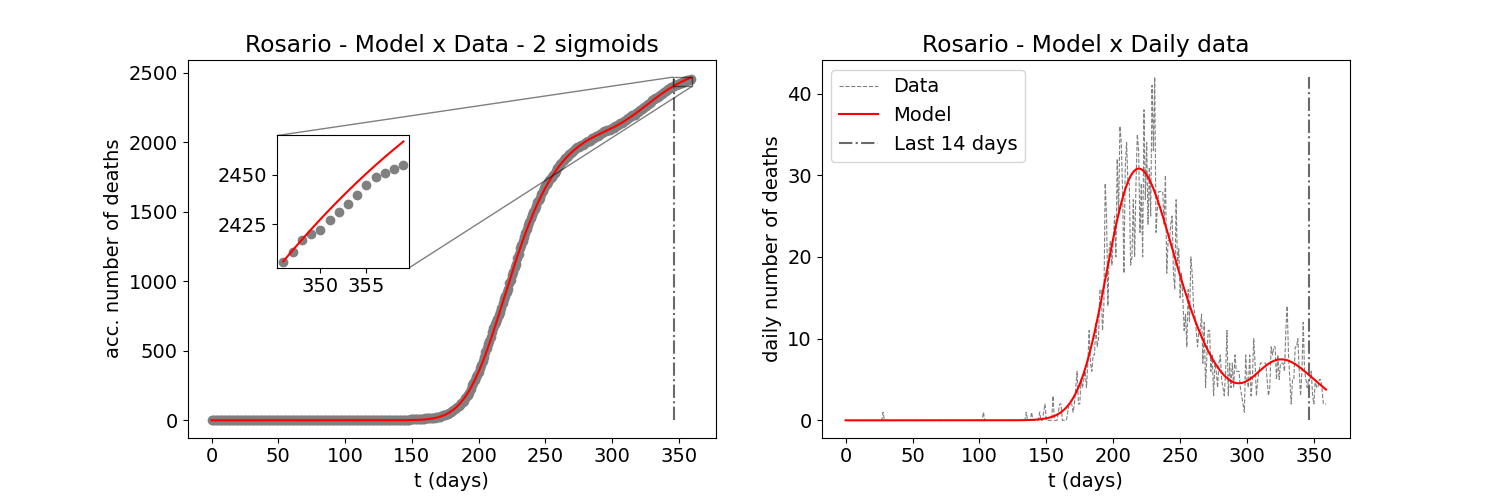 Rosario - Model x Data - 2 sigmoids
acc. number of deaths
2500
2000
1500
1000
500
0
2450
2425
350 355
0 50 100 150 200 250 300 350
t (days)
Rosario - Model x Daily data
daily number of deaths
40
30
20
10
0
Data
Model
Last 14 days
0 50 100 150 200 250 300 350
t (days)